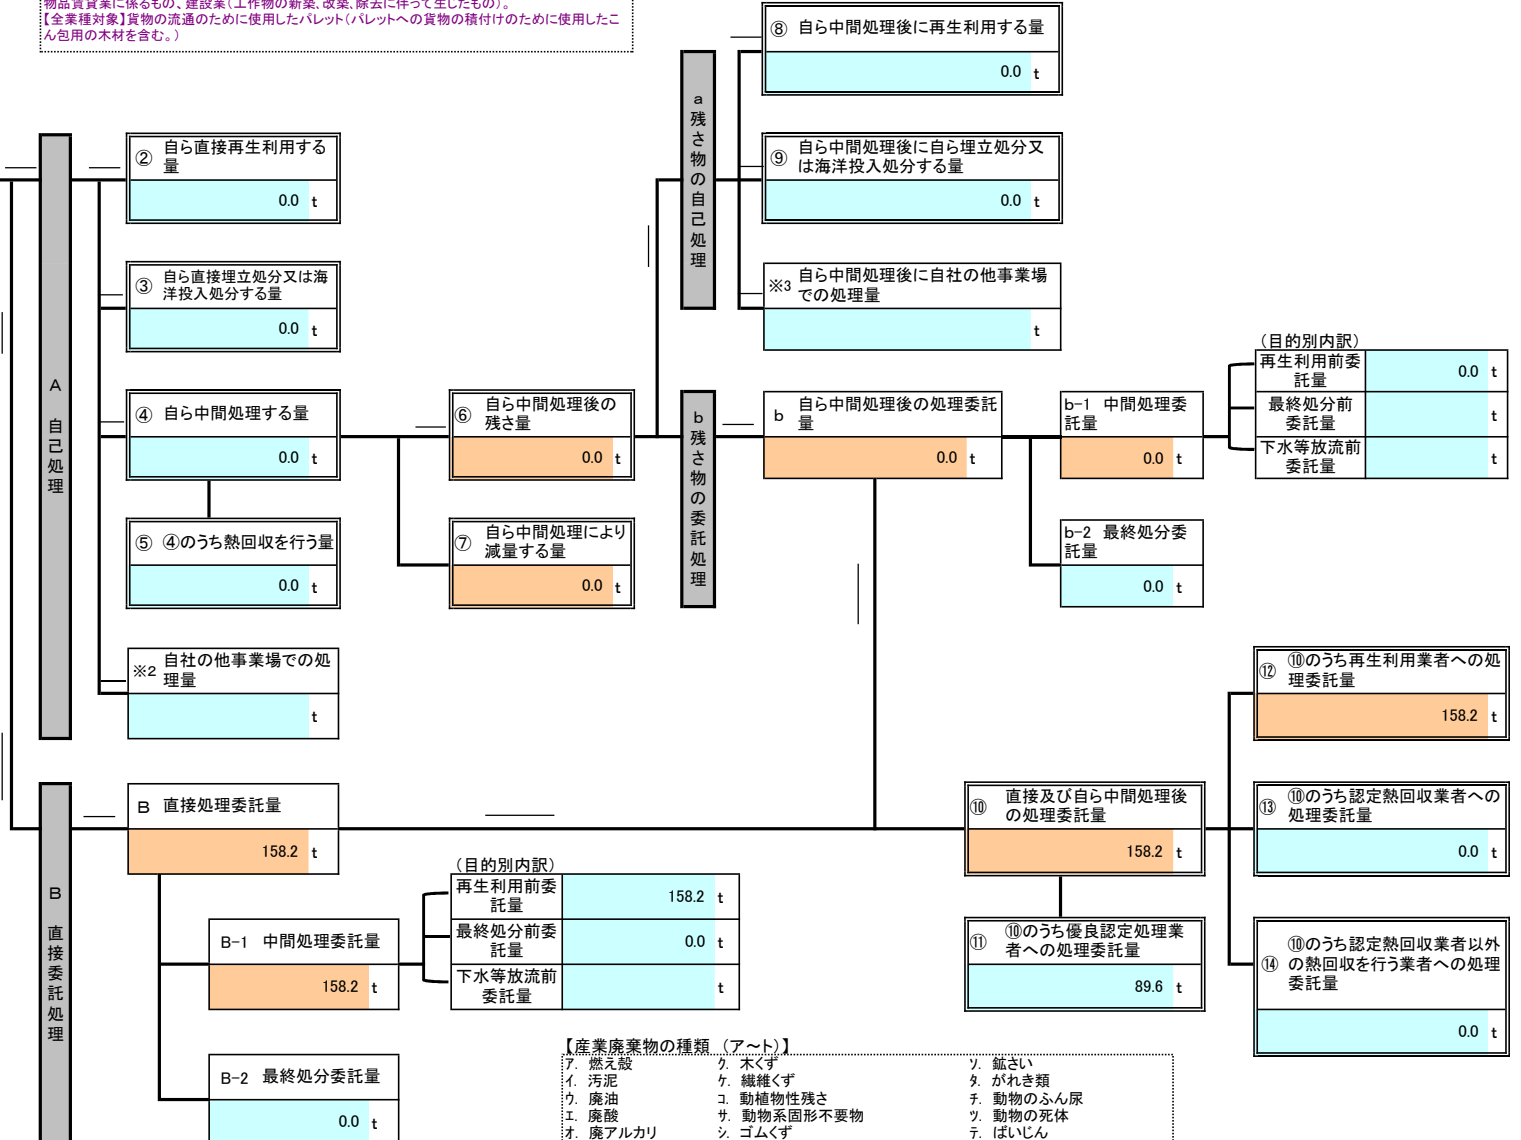 物品賃貸業に係るもの、建設業(工作物の新築、改築、除去に伴って生じたもの)。
【全業種対象】貨物の流通のために使用したパレット(パレットへの貨物の積付けのために使用したこ
ん包用の木材を含む。)
⑧ 自ら中間処理後に再生利用する量
0.0 t
a 残さ物の自己処理
② 自ら直接再生利用する
量
0.0 t
⑨ 自ら中間処理後に自ら埋立処分又
は海洋投入処分する量
0.0 t
③ 自ら直接埋立処分又は海
洋投入処分する量
0.0 t
※3 自ら中間処理後に自社の他事業場
での処理量
t
A 自己処理
④ 自ら中間処理する量
0.0 t
⑥ 自ら中間処理後の
残さ量
0.0 t
b 残さ物の委託処理
b 自ら中間処理後の処理委託
量
0.0 t
b-1 中間処理委
託量
0.0 t
(目的別内訳)
再生利用前委
託量
0.0 t
最終処分前
委託量
t
下水等放流前
委託量
t
⑤ ④のうち熱回収を行う量
0.0 t
⑦ 自ら中間処理により
減量する量
0.0 t
b-2 最終処分委
託量
0.0 t
※2 自社の他事業場での処
理量
t
⑫ ⑩のうち再生利用業者への処
理委託量
158.2 t
B 直接委託処理
B 直接処理委託量
158.2 t
⑩ 直接及び自ら中間処理後
の処理委託量
158.2 t
⑬ ⑩のうち認定熱回収業者への
処理委託量
0.0 t
(目的別内訳)
再生利用前委
託量
158.2 t
最終処分前委
託量
0.0 t
下水等放流前
委託量
t
B-1 中間処理委託量
158.2 t
⑪ ⑩のうち優良認定処理業
者への処理委託量
89.6 t
⑭ ⑩のうち認定熱回収業者以外
の熱回収を行う業者への処理
委託量
0.0 t
B-2 最終処分委託量
0.0 t
【産業廃棄物の種類 (ア~ト)】
ア. 燃え殻 ク. 木くず ソ. 鉱さい
イ. 汚泥 ケ. 繊維くず タ. がれき類
ウ. 廃油 コ. 動植物性残さ チ. 動物のふん尿
エ. 廃酸 サ. 動物系固形不要物 ツ. 動物の死体
オ. 廃アルカリ シ. ゴムくず テ. ばいじん